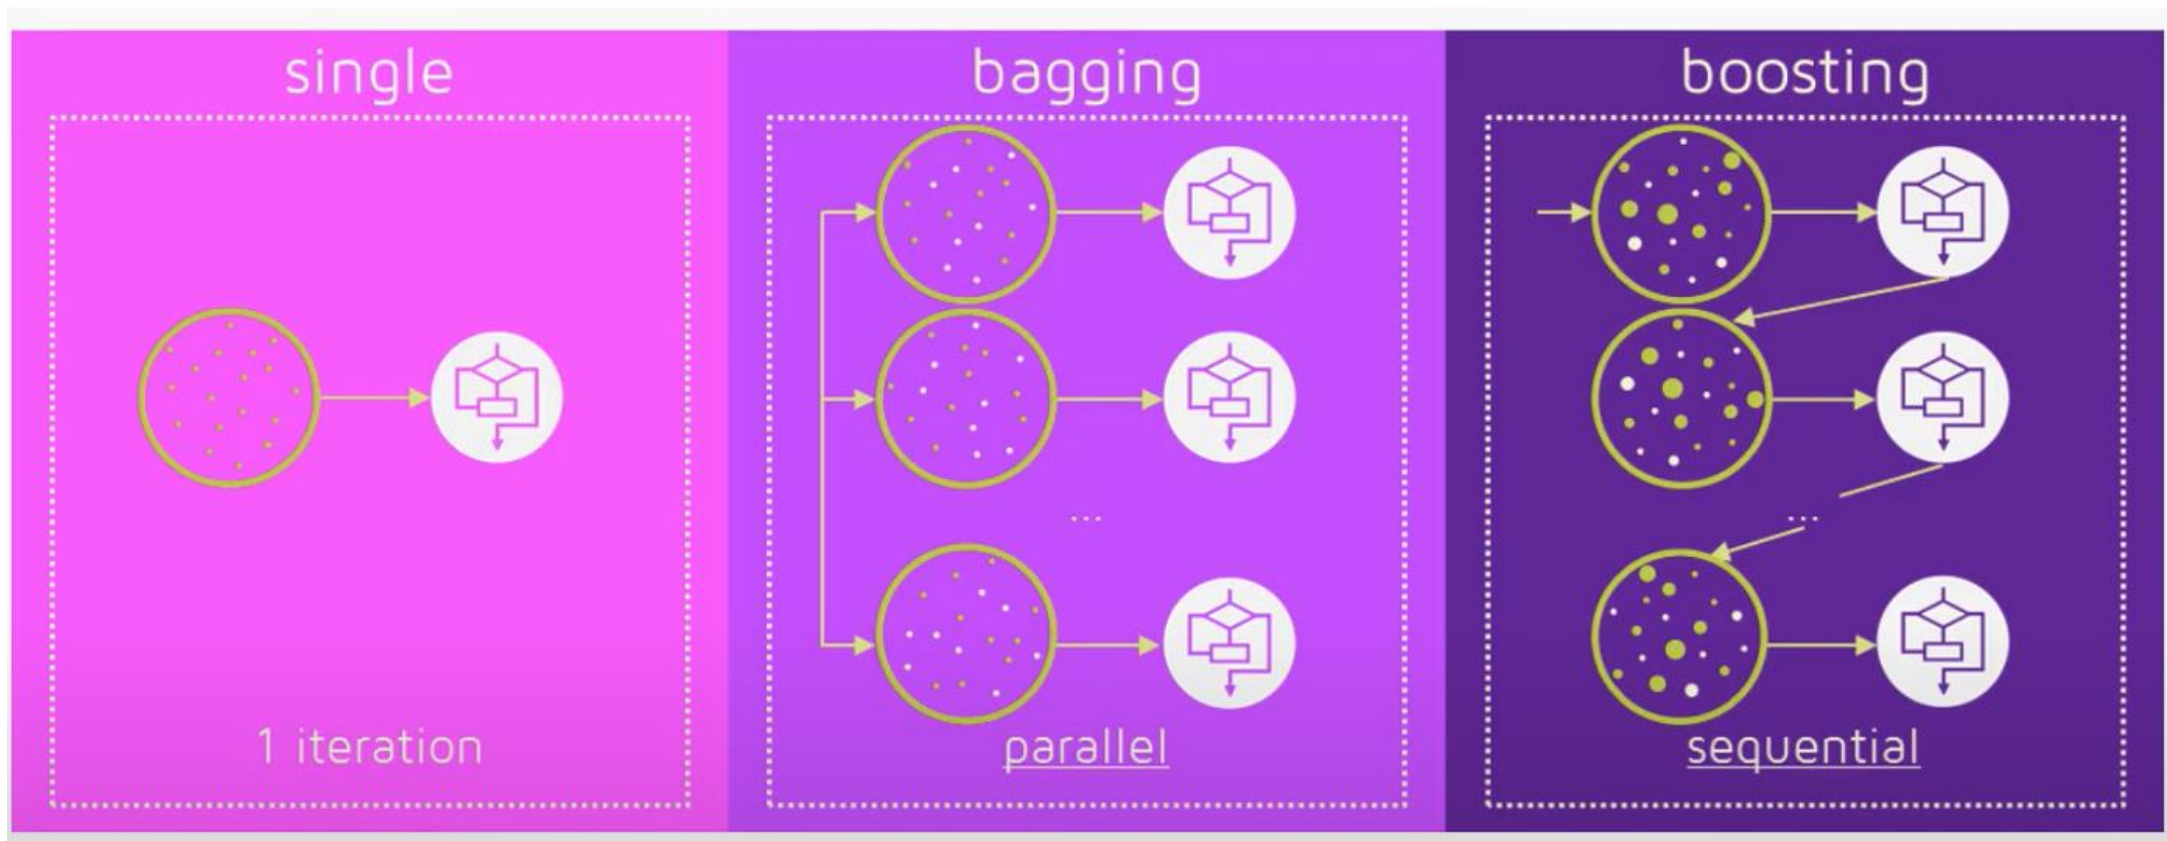 single
1 iteration
bagging
...
parallel
boosting
...
sequential